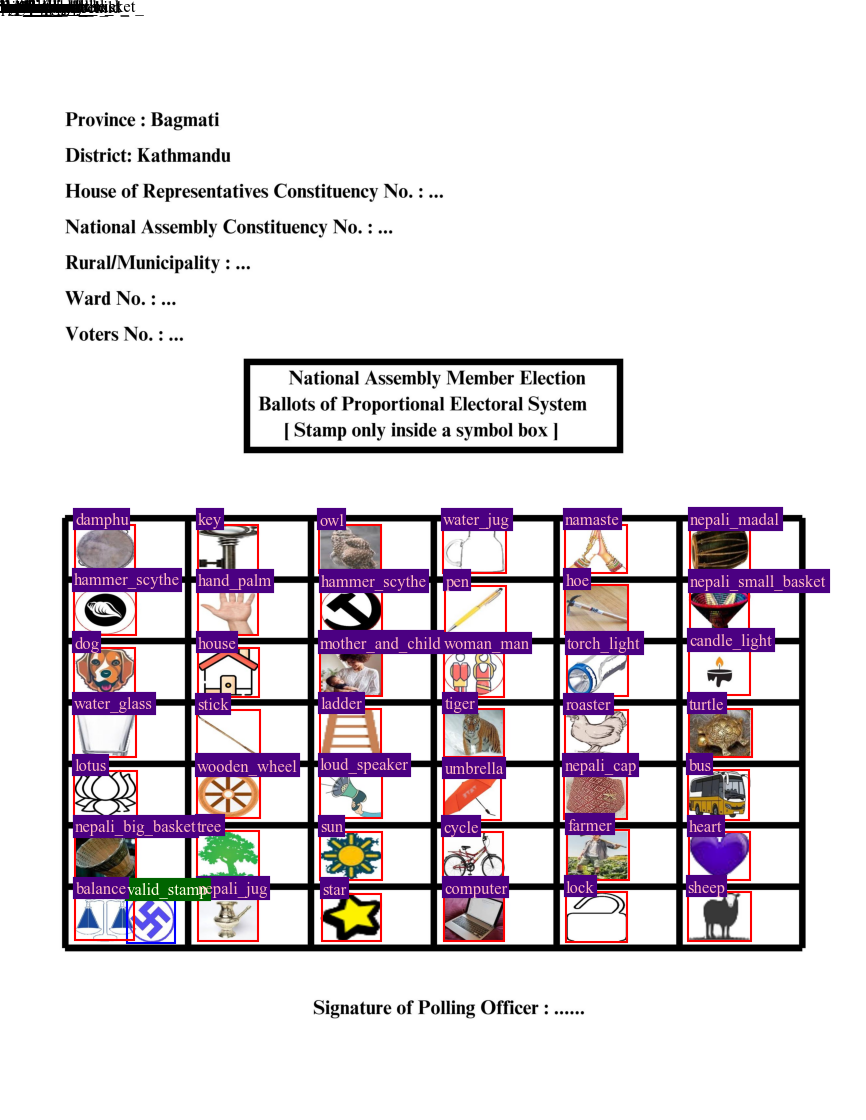 Province : Bagmati
District: Kathmandu
House of Representatives Constituency No. : ...
National Assembly Constituency No. : ...
Rural/Municipality : ...
Ward No. : ...
Voters No. : ...
National Assembly Member Election
Ballots of Proportional Electoral System
[ Stamp only inside a symbol box ]
damphu key owl water_jug namaste nepali_madal
hammer_scythe hand_palm hammer_scythe pen hoe nepali_small_basket
dog house mother_and_child woman_man torch_light candle_light
water_glass stick ladder tiger roaster turtle
lotus wooden_wheel loud_speaker umbrella nepali_cap bus
nepali_big_basket tree sun cycle farmer heart
balance valid_stamp nepali_jug star computer lock sheep
Signature of Polling Officer : ......